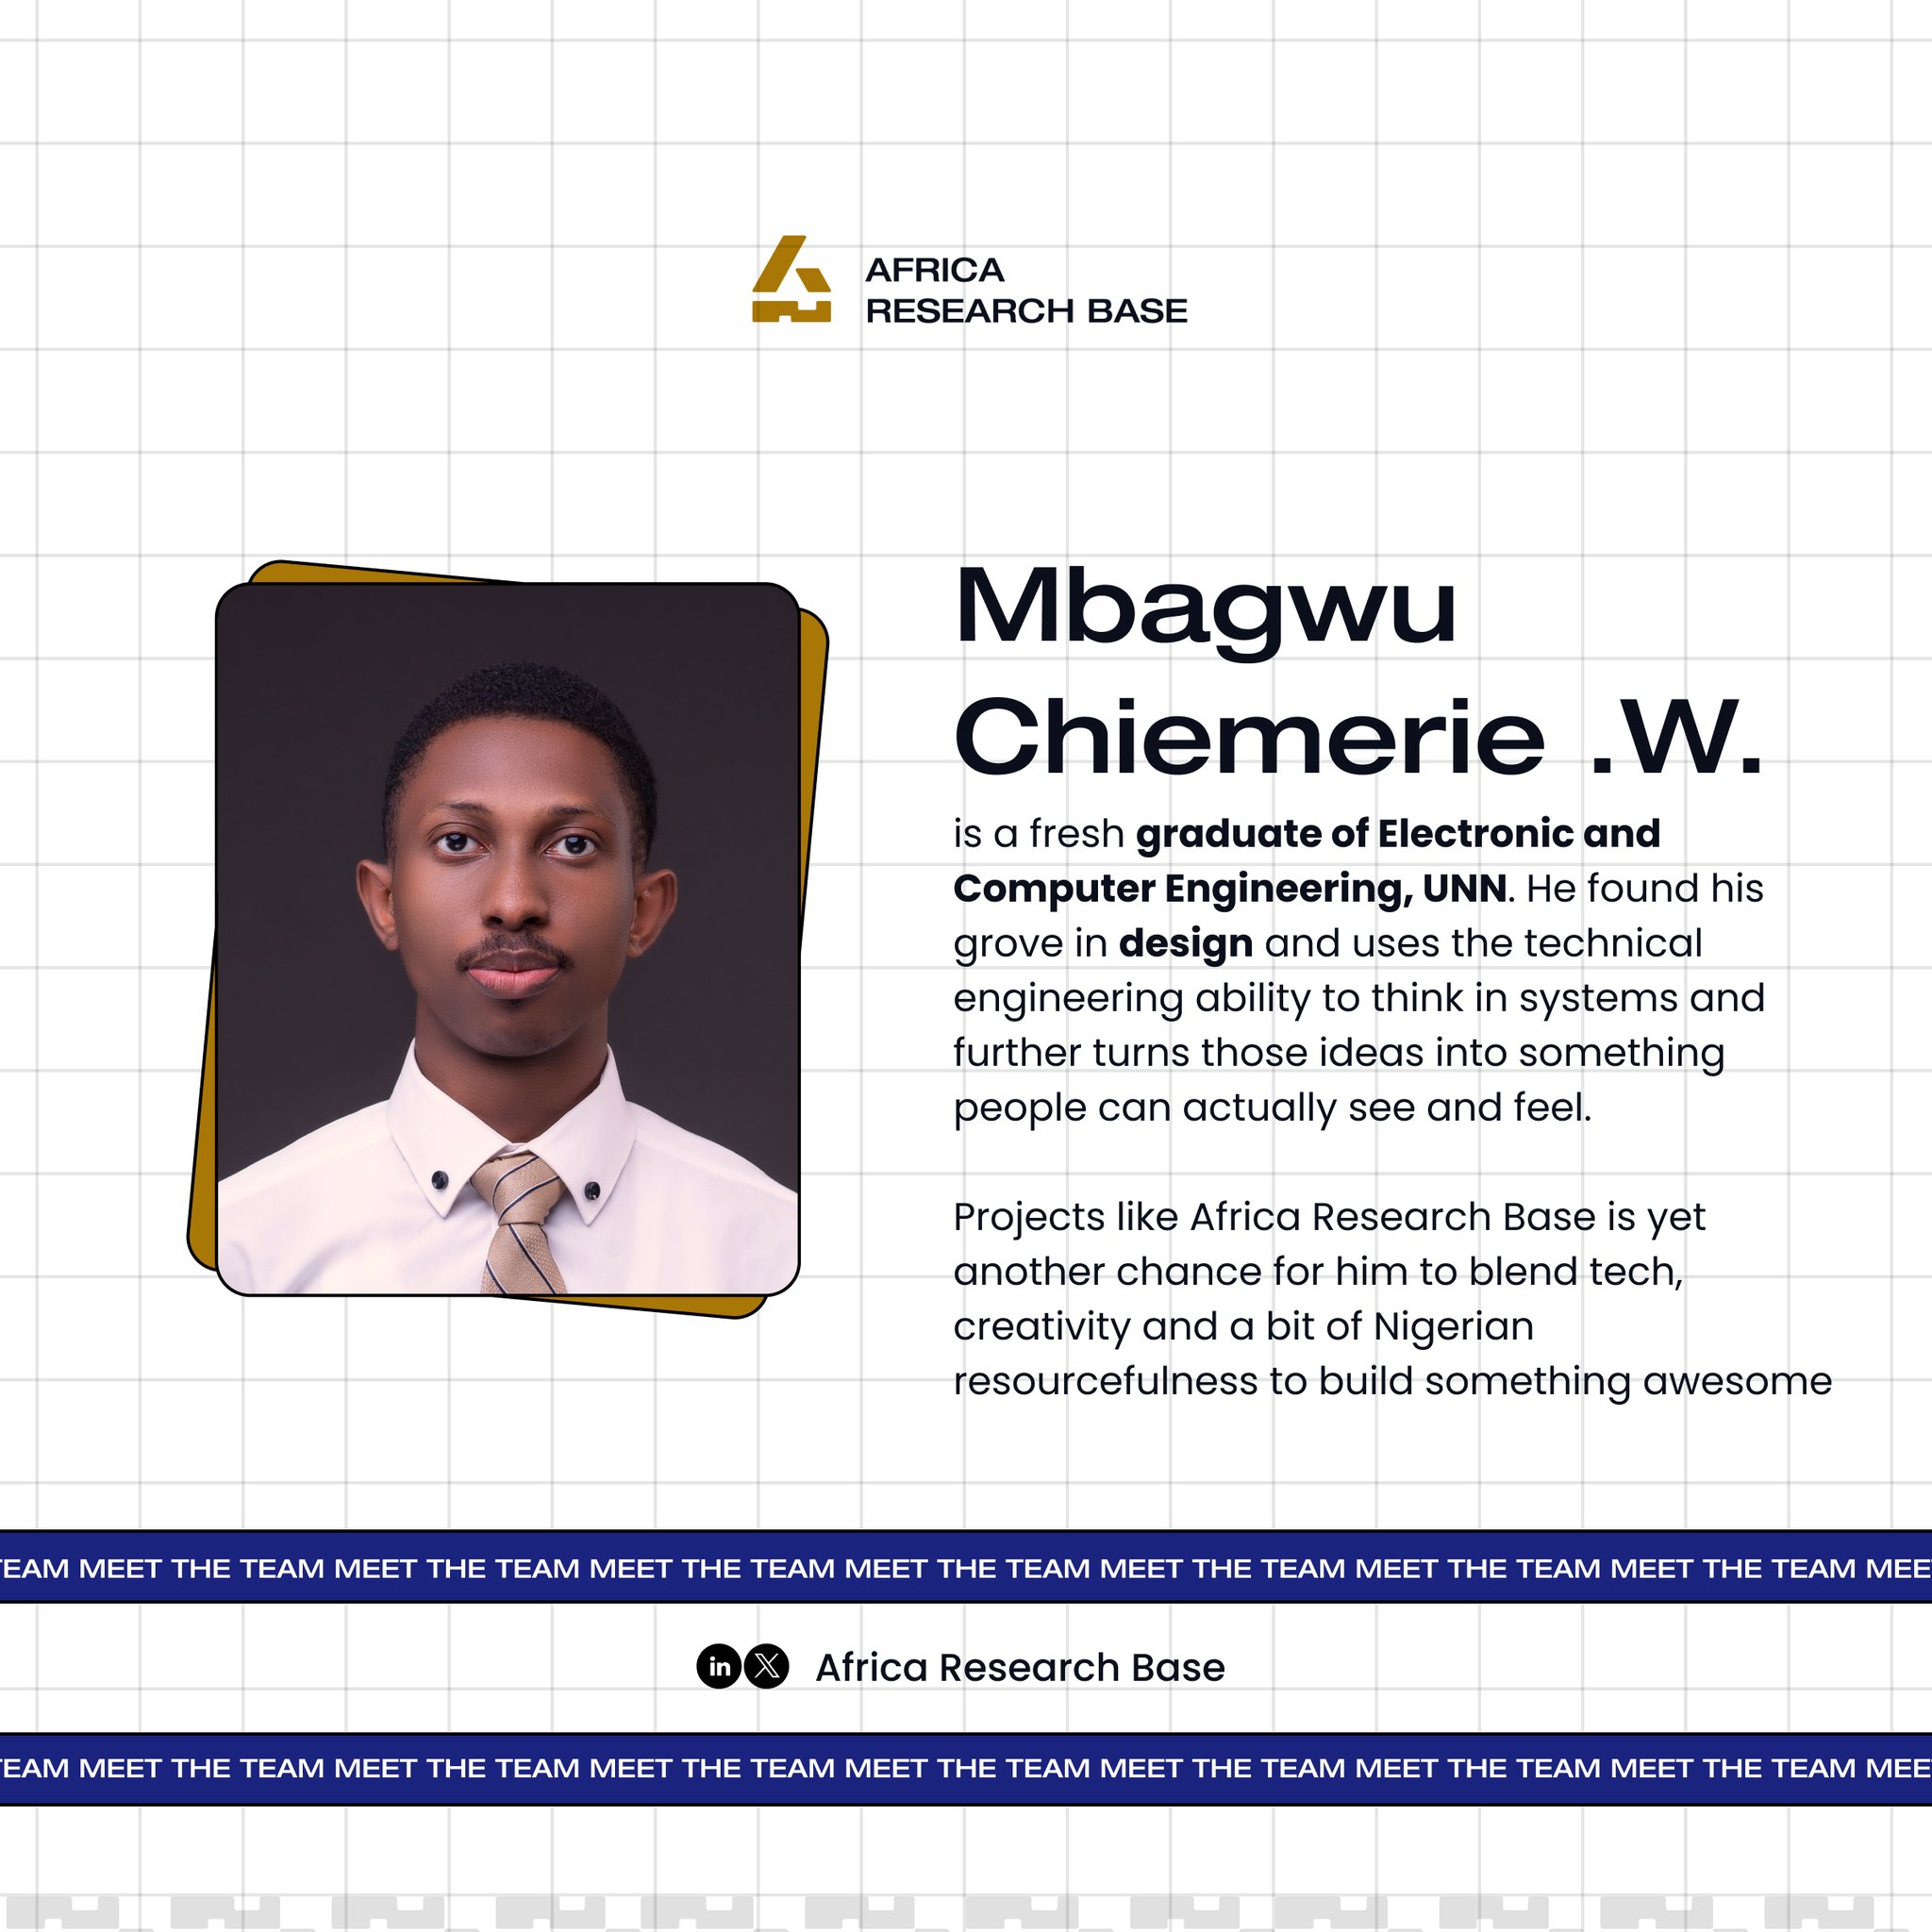 AFRICA
RESEARCH BASE
Mbagwu
Chiemerie .W.
is a fresh graduate of Electronic and
Computer Engineering, UNN. He found his
grove in design and uses the technical
engineering ability to think in systems and
further turns those ideas into something
people can actually see and feel.
Projects like Africa Research Base is yet
another chance for him to blend tech,
creativity and a bit of Nigerian
resourcefulness to build something awesome
TEAM MEET THE TEAM MEET THE TEAM MEET THE TEAM MEET THE TEAM MEET THE TEAM MEET THE TEAM MEET THE TEAM MEE
in X Africa Research Base
TEAM MEET THE TEAM MEET THE TEAM MEET THE TEAM MEET THE TEAM MEET THE TEAM MEET THE TEAM MEET THE TEAM MEE